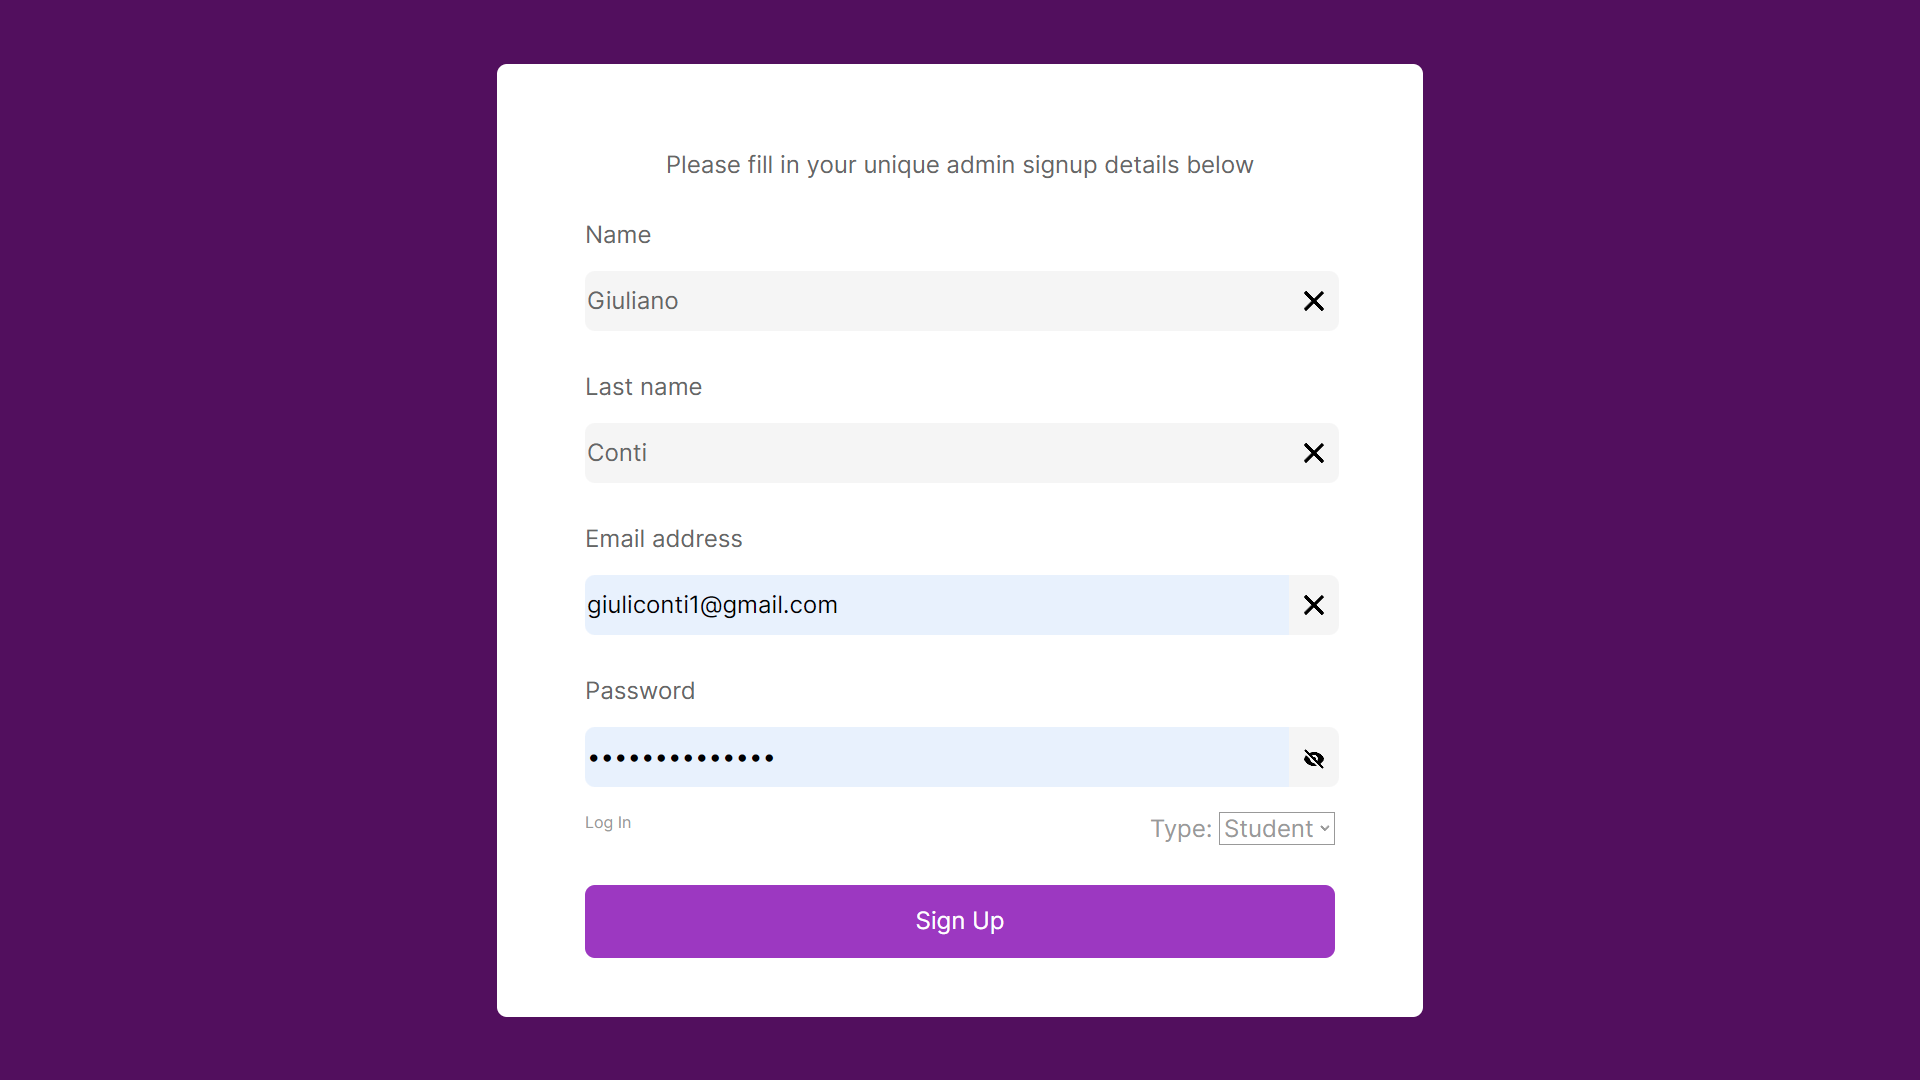 Please fill in your unique admin signup details below
Name
Giuliano
Last name
Conti
Email address
giuliconti1@gmail.com
Password
••••••••••••••
Log In
Type: Student
Sign Up